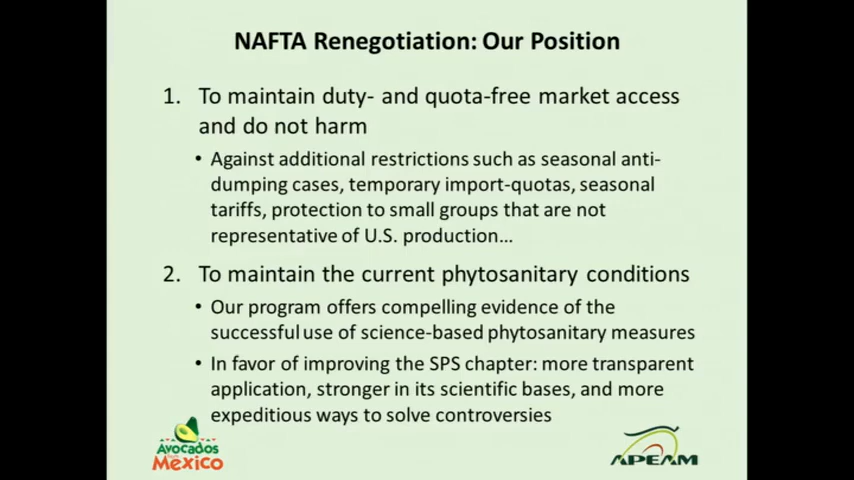 NAFTA Renegotiation: Our Position
1. To maintain duty- and quota-free market access
and do not harm
• Against additional restrictions such as seasonal anti-
dumping cases, temporary import-quotas, seasonal
tariffs, protection to small groups that are not
representative of U.S. production…
2. To maintain the current phytosanitary conditions
• Our program offers compelling evidence of the
successful use of science-based phytosanitary measures
• In favor of improving the SPS chapter: more transparent
application, stronger in its scientific bases, and more
expeditious ways to solve controversies
Avocados
Mexico
APEAM